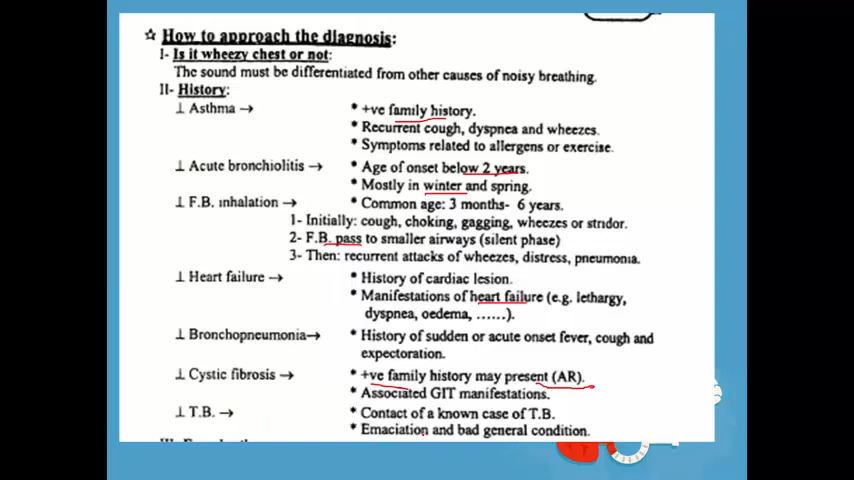 ☆ How to approach the diagnosis:
I- Is it wheezy chest or not:
The sound must be differentiated from other causes of noisy breathing.
II- History:
⊥ Asthma → * +ve family history.
* Recurrent cough, dyspnea and wheezes.
* Symptoms related to allergens or exercise.
⊥ Acute bronchiolitis → * Age of onset below 2 years.
* Mostly in winter and spring.
⊥ F.B. inhalation → * Common age: 3 months- 6 years.
1- Initially: cough, choking, gagging, wheezes or stridor.
2- F.B. pass to smaller airways (silent phase)
3- Then: recurrent attacks of wheezes, distress, pneumonia.
⊥ Heart failure → * History of cardiac lesion.
* Manifestations of heart failure (e.g. lethargy,
dyspnea, oedema, ……).
⊥ Bronchopneumonia→ * History of sudden or acute onset fever, cough and
expectoration.
⊥ Cystic fibrosis → * +ve family history may present (AR).
* Associated GIT manifestations.
⊥ T.B. → * Contact of a known case of T.B.
* Emaciation and bad general condition.